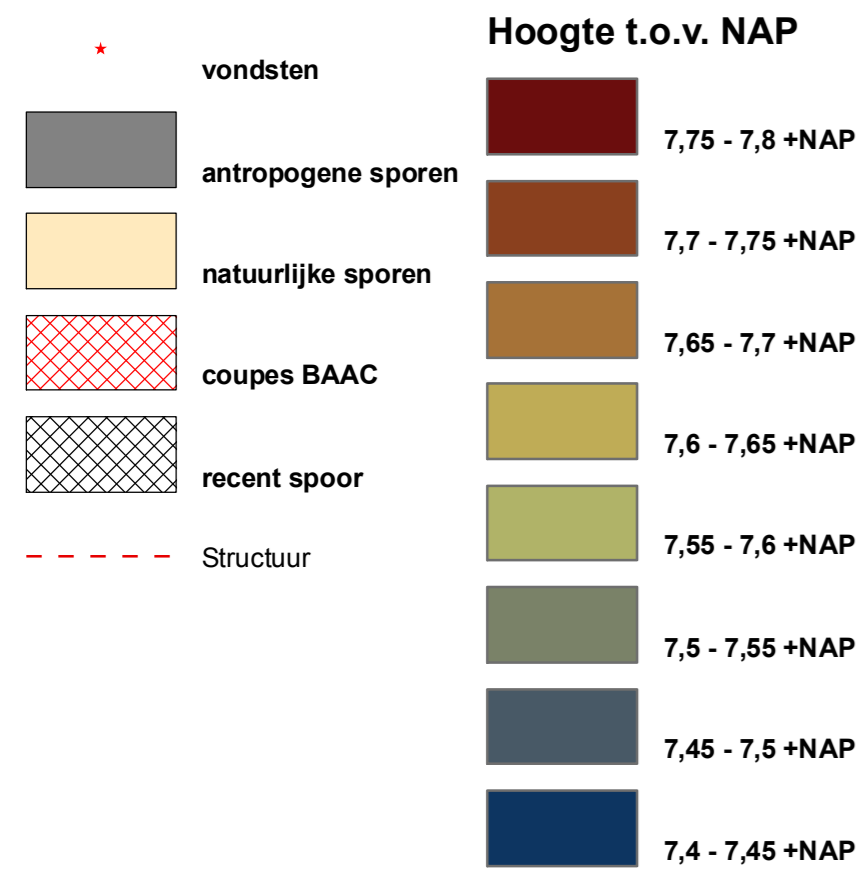 vondsten
antropogene sporen
natuurlijke sporen
coupes BAAC
recent spoor
Structuur
Hoogte t.o.v. NAP
7,75 - 7,8 +NAP
7,7 - 7,75 +NAP
7,65 - 7,7 +NAP
7,6 - 7,65 +NAP
7,55 - 7,6 +NAP
7,5 - 7,55 +NAP
7,45 - 7,5 +NAP
7,4 - 7,45 +NAP